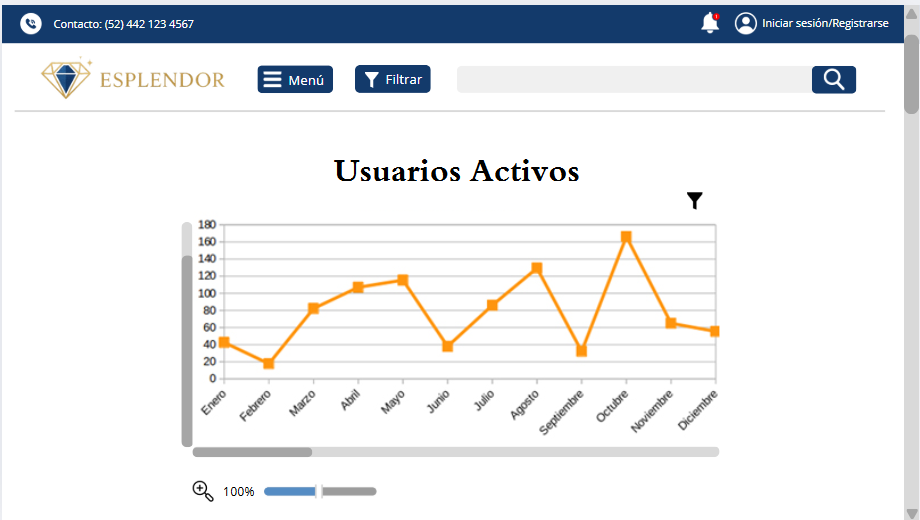 Contacto: (52) 442 123 4567
1
Iniciar sesión/Registrarse
ESPLENDOR
Menú
Filtrar
Usuarios Activos
180
160
140
120
100
80
60
40
20
0
Enero
Febrero
Marzo
Abril
Mayo
Junio
Julio
Agosto
Septiembre
Octubre
Noviembre
Diciembre
100%